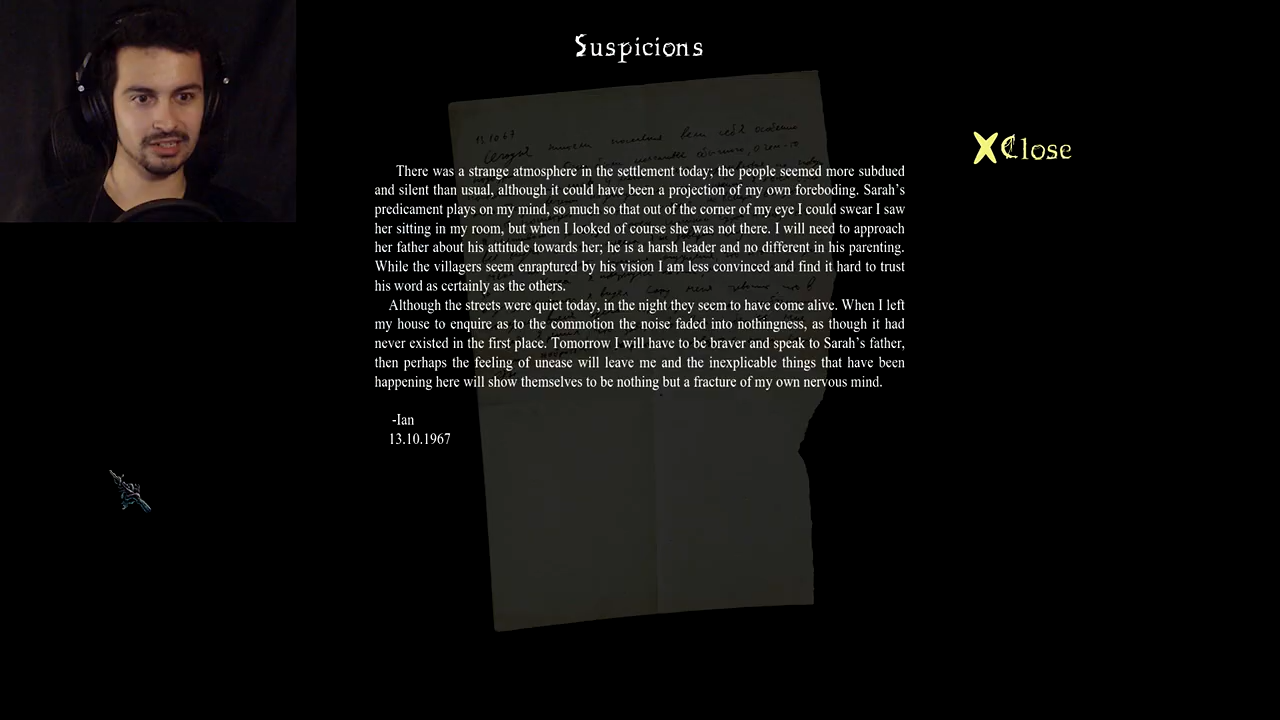 Suspicions
X Close
12.10.67
There was a strange atmosphere in the settlement today; the people seemed more subdued
and silent than usual, although it could have been a projection of my own foreboding. Sarah's
predicament plays on my mind, so much so that out of the corner of my eye I could swear I saw
her sitting in my room, but when I looked of course she was not there. I will need to approach
her father about his attitude towards her; he is a harsh leader and no different in his parenting.
While the villagers seem enraptured by his vision I am less convinced and find it hard to trust
his word as certainly as the others.
Although the streets were quiet today, in the night they seem to have come alive. When I left
my house to enquire as to the commotion the noise faded into nothingness, as though it had
never existed in the first place. Tomorrow I will have to be braver and speak to Sarah's father,
then perhaps the feeling of unease will leave me and the inexplicable things that have been
happening here will show themselves to be nothing but a fracture of my own nervous mind.
-Ian
13.10.1967